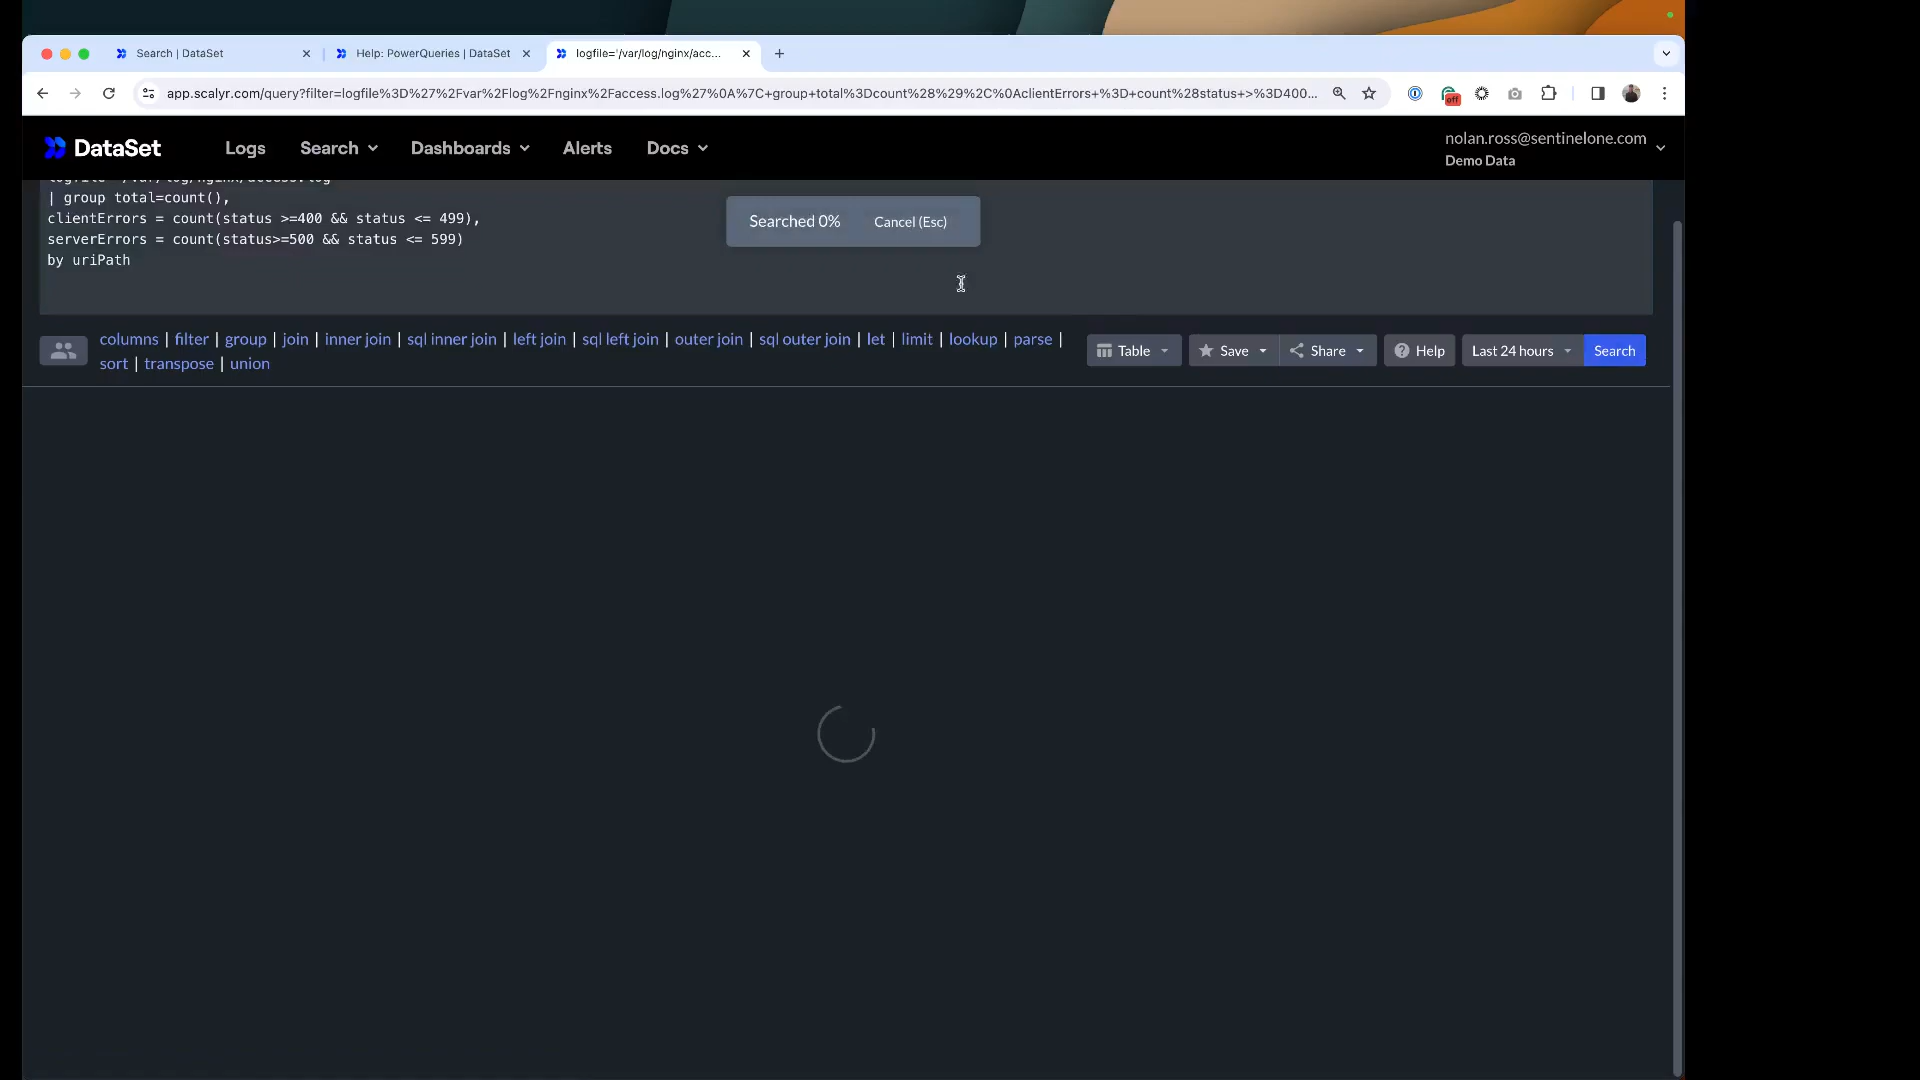 Search | DataSet
Help: PowerQueries | DataSet
logfile='/var/log/nginx/acc...
app.scalyr.com/query?filter=logfile%3D%27%2Fvar%2Flog%2Fnginx%2Faccess.log%27%0A%7C+group+total%3Dcount%28%29%2C%0AclientErrors+%3D+count%28status+>%3D400...
off
DataSet
Logs
Search
Dashboards
Alerts
Docs
nolan.ross@sentinelone.com
Demo Data
| group total=count(),
clientErrors = count(status >=400 && status <= 499),
serverErrors = count(status>=500 && status <= 599)
by uriPath
Searched 0%
Cancel (Esc)
columns | filter | group | join | inner join | sql inner join | left join | sql left join | outer join | sql outer join | let | limit | lookup | parse |
sort | transpose | union
Table
Save
Share
Help
Last 24 hours
Search